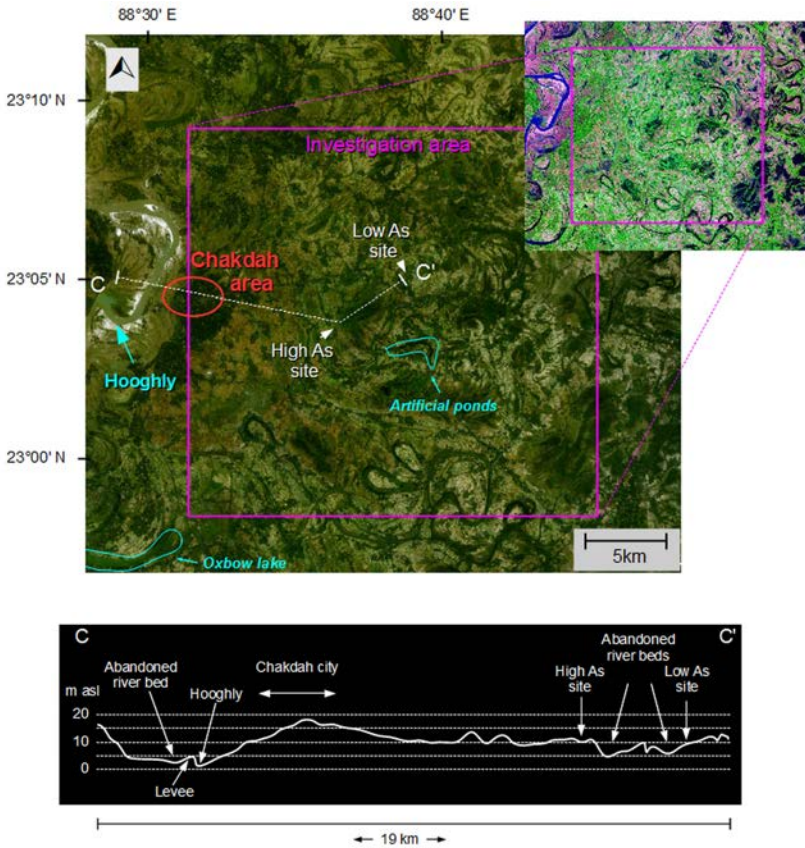 88°30' E
88°40' E
23°10' N
Investigation area
Low As
site
23°05' N
C
Chakdah
area
C'
High As
site
Hooghly
Artificial ponds
23°00' N
5km
Oxbow lake
C
C'
Abandoned
river bed
Chakdah city
Abandoned
river beds
Hooghly
High As
site
Low As
site
m asl
20
10
0
Levee
19 km